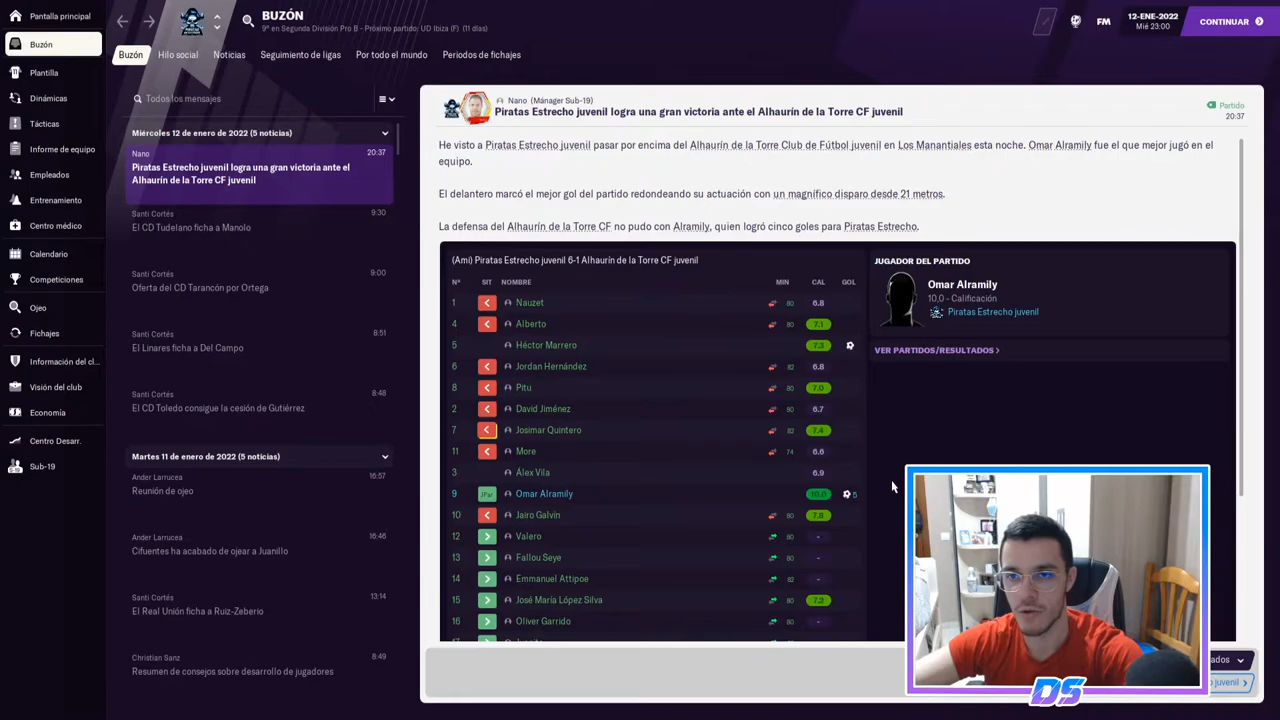 Pantalla principal
Buzón
Plantilla
Dinámicas
Tácticas
Informe de equipo
Empleados
Entrenamiento
Centro médico
Calendario
Competiciones
Ojeo
Fichajes
Información del cl...
Visión del club
Economía
Centro Desarr.
Sub-19
BUZÓN
9º en Segunda División Pro B - Próximo partido: UD Ibiza (F) (11 días)
FM
12-ENE-2022
Mié 23:00
CONTINUAR
Buzón Hilo social Noticias Seguimiento de ligas Por todo el mundo Periodos de fichajes
Todos los mensajes
Miércoles 12 de enero de 2022 (5 noticias)
Nano 20:37
Piratas Estrecho juvenil logra una gran victoria ante el
Alhaurín de la Torre CF juvenil
Santi Cortés 9:30
El CD Tudelano ficha a Manolo
Santi Cortés 9:00
Oferta del CD Tarancón por Ortega
Santi Cortés 8:51
El Linares ficha a Del Campo
Santi Cortés 8:48
El CD Toledo consigue la cesión de Gutiérrez
Martes 11 de enero de 2022 (5 noticias)
Ander Larrucea 16:57
Reunión de ojeo
Ander Larrucea 16:46
Cifuentes ha acabado de ojear a Juanillo
Santi Cortés 13:14
El Real Unión ficha a Ruiz-Zeberio
Christian Sanz 8:49
Resumen de consejos sobre desarrollo de jugadores
Nano (Mánager Sub-19)
Piratas Estrecho juvenil logra una gran victoria ante el Alhaurín de la Torre CF juvenil
Partido
20:37
He visto a Piratas Estrecho juvenil pasar por encima del Alhaurín de la Torre Club de Fútbol juvenil en Los Manantiales esta noche. Omar Alramily fue el que mejor jugó en el
equipo.
El delantero marcó el mejor gol del partido redondeando su actuación con un magnífico disparo desde 21 metros.
La defensa del Alhaurín de la Torre CF no pudo con Alramily, quien logró cinco goles para Piratas Estrecho.
(Ami) Piratas Estrecho juvenil 6-1 Alhaurín de la Torre CF juvenil
Nº SIT NOMBRE MIN CAL GOL
1 Nauzet 80 6.8
4 Alberto 80 7.1
5 Héctor Marrero 7.3
6 Jordan Hernández 82 6.8
8 Pitu 80 7.0
2 David Jiménez 80 6.7
7 Josimar Quintero 82 7.4
11 More 74 6.6
3 Álex Vila 6.9
9 JPar Omar Alramily 10.0 5
10 Jairo Galvín 80 7.8
12 Valero 80 -
13 Fallou Seye 80 -
14 Emmanuel Attipoe 82 -
15 José María López Silva 80 7.2
16 Oliver Garrido 80 -
JUGADOR DEL PARTIDO
Omar Alramily
10,0 - Calificación
Piratas Estrecho juvenil
VER PARTIDOS/RESULTADOS >
juvenil >
DS